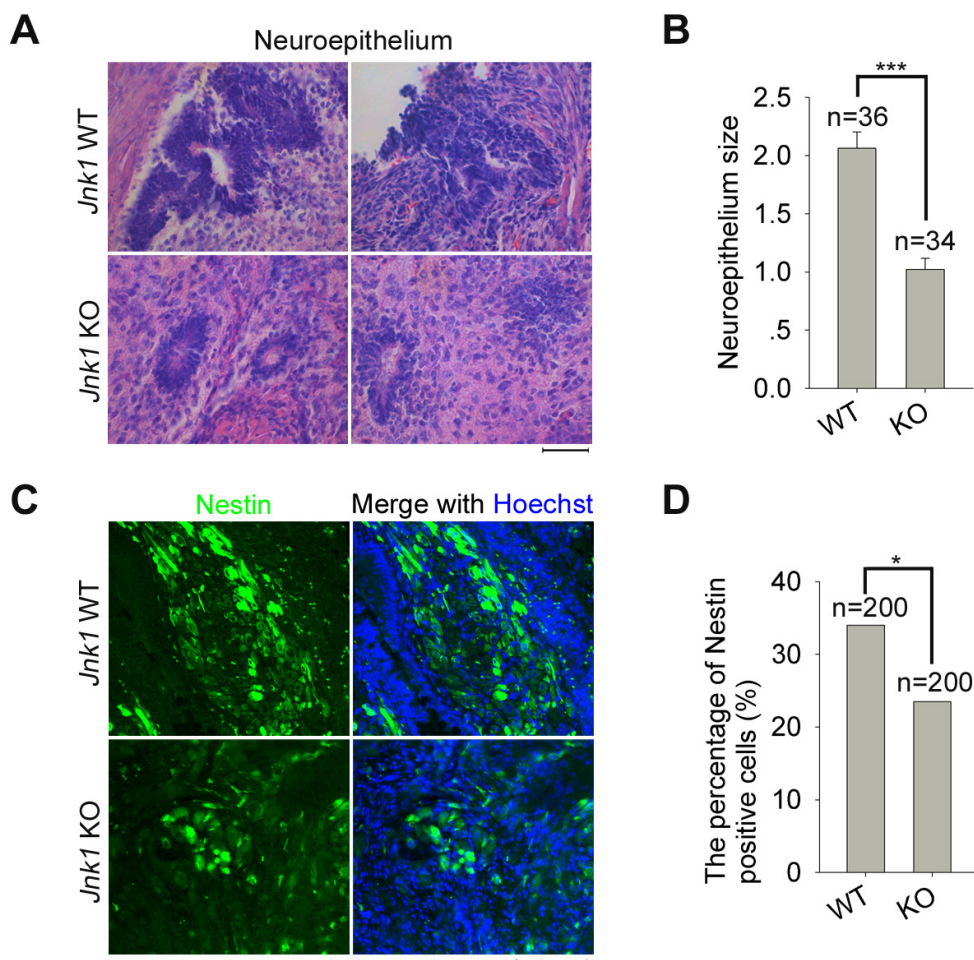 A
Neuroepithelium
Jnk1 WT
Jnk1 KO
B
Neuroepithelium size
2.5
2.0
1.5
1.0
.5
0.0
***
n=36
n=34
WT
KO
C
Nestin
Merge with Hoechst
Jnk1 WT
Jnk1 KO
D
The percentage of Nestin
positive cells (%)
40
30
20
10
0
*
n=200
n=200
WT
KO